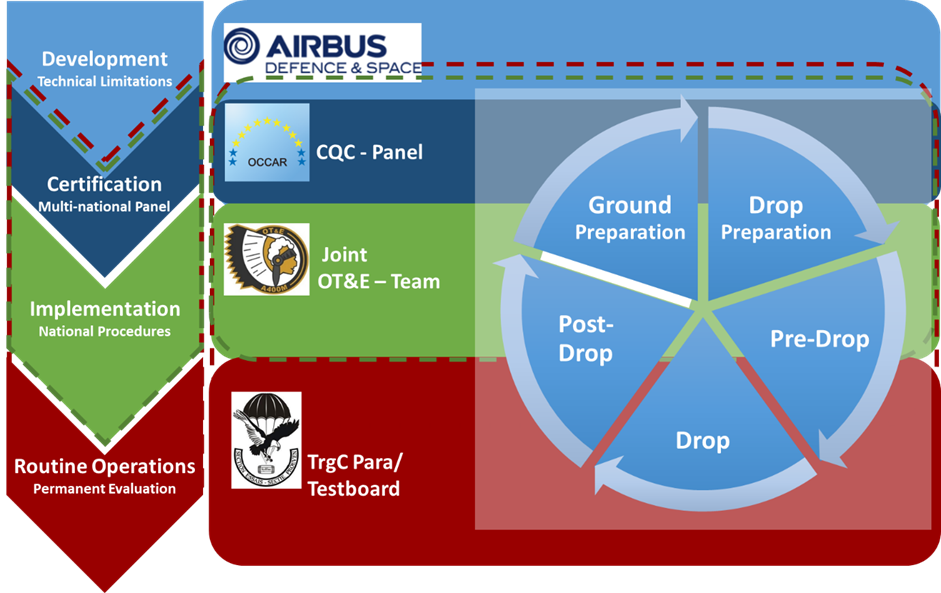 Development
Technical Limitations
Certification
Multi-national Panel
Implementation
National Procedures
Routine Operations
Permanent Evaluation
AIRBUS
DEFENCE & SPACE
OCCAR
CQC - Panel
OT&E
A400M
Joint
OT&E – Team
TrgC Para/
Testboard
Ground
Preparation
Drop
Preparation
Pre-Drop
Drop
Post-
Drop